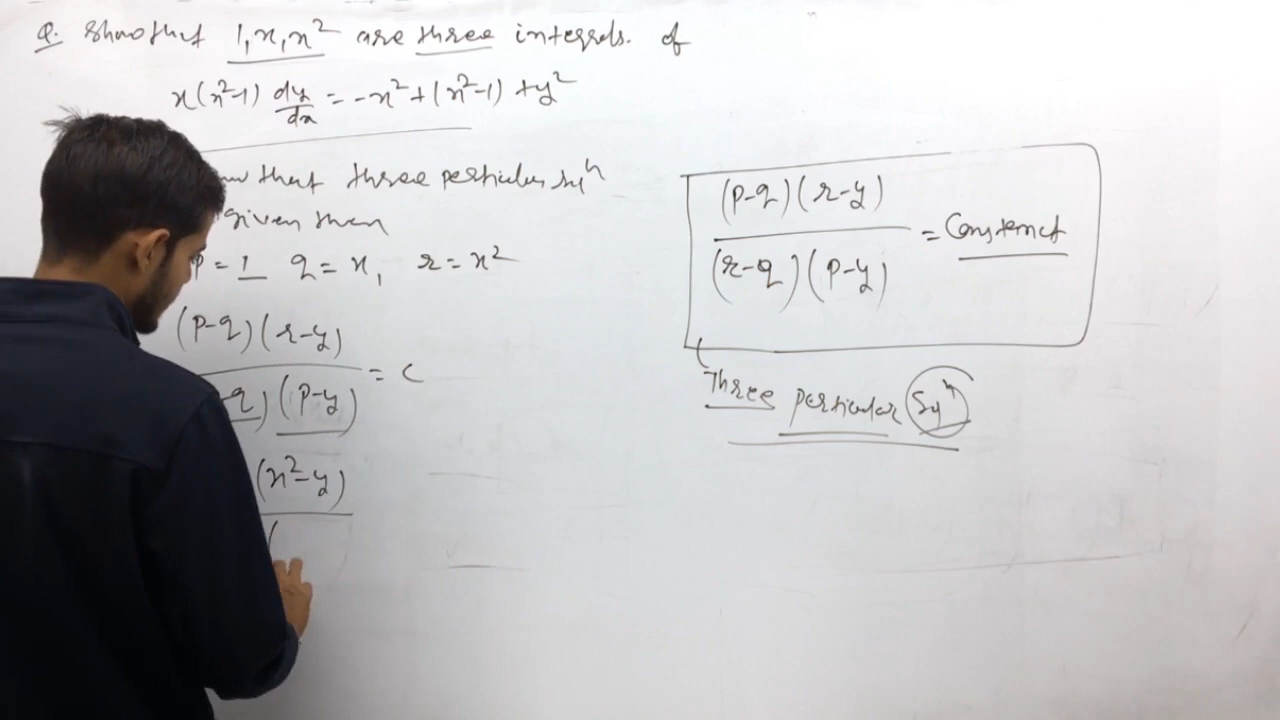 Q. Show that 1, x, x² are three integrals. of
x(x²-1) dy/dx = -x² + (x²-1) + y²
that three particular solⁿ
given then
P = 1 q = x, r = x²
(P-q)(r-y)
= C
q) (P-y)
(x²-y)
(
(P-q)(r-y)
= Constant
(r-q)(P-y)
Three particular Solⁿ